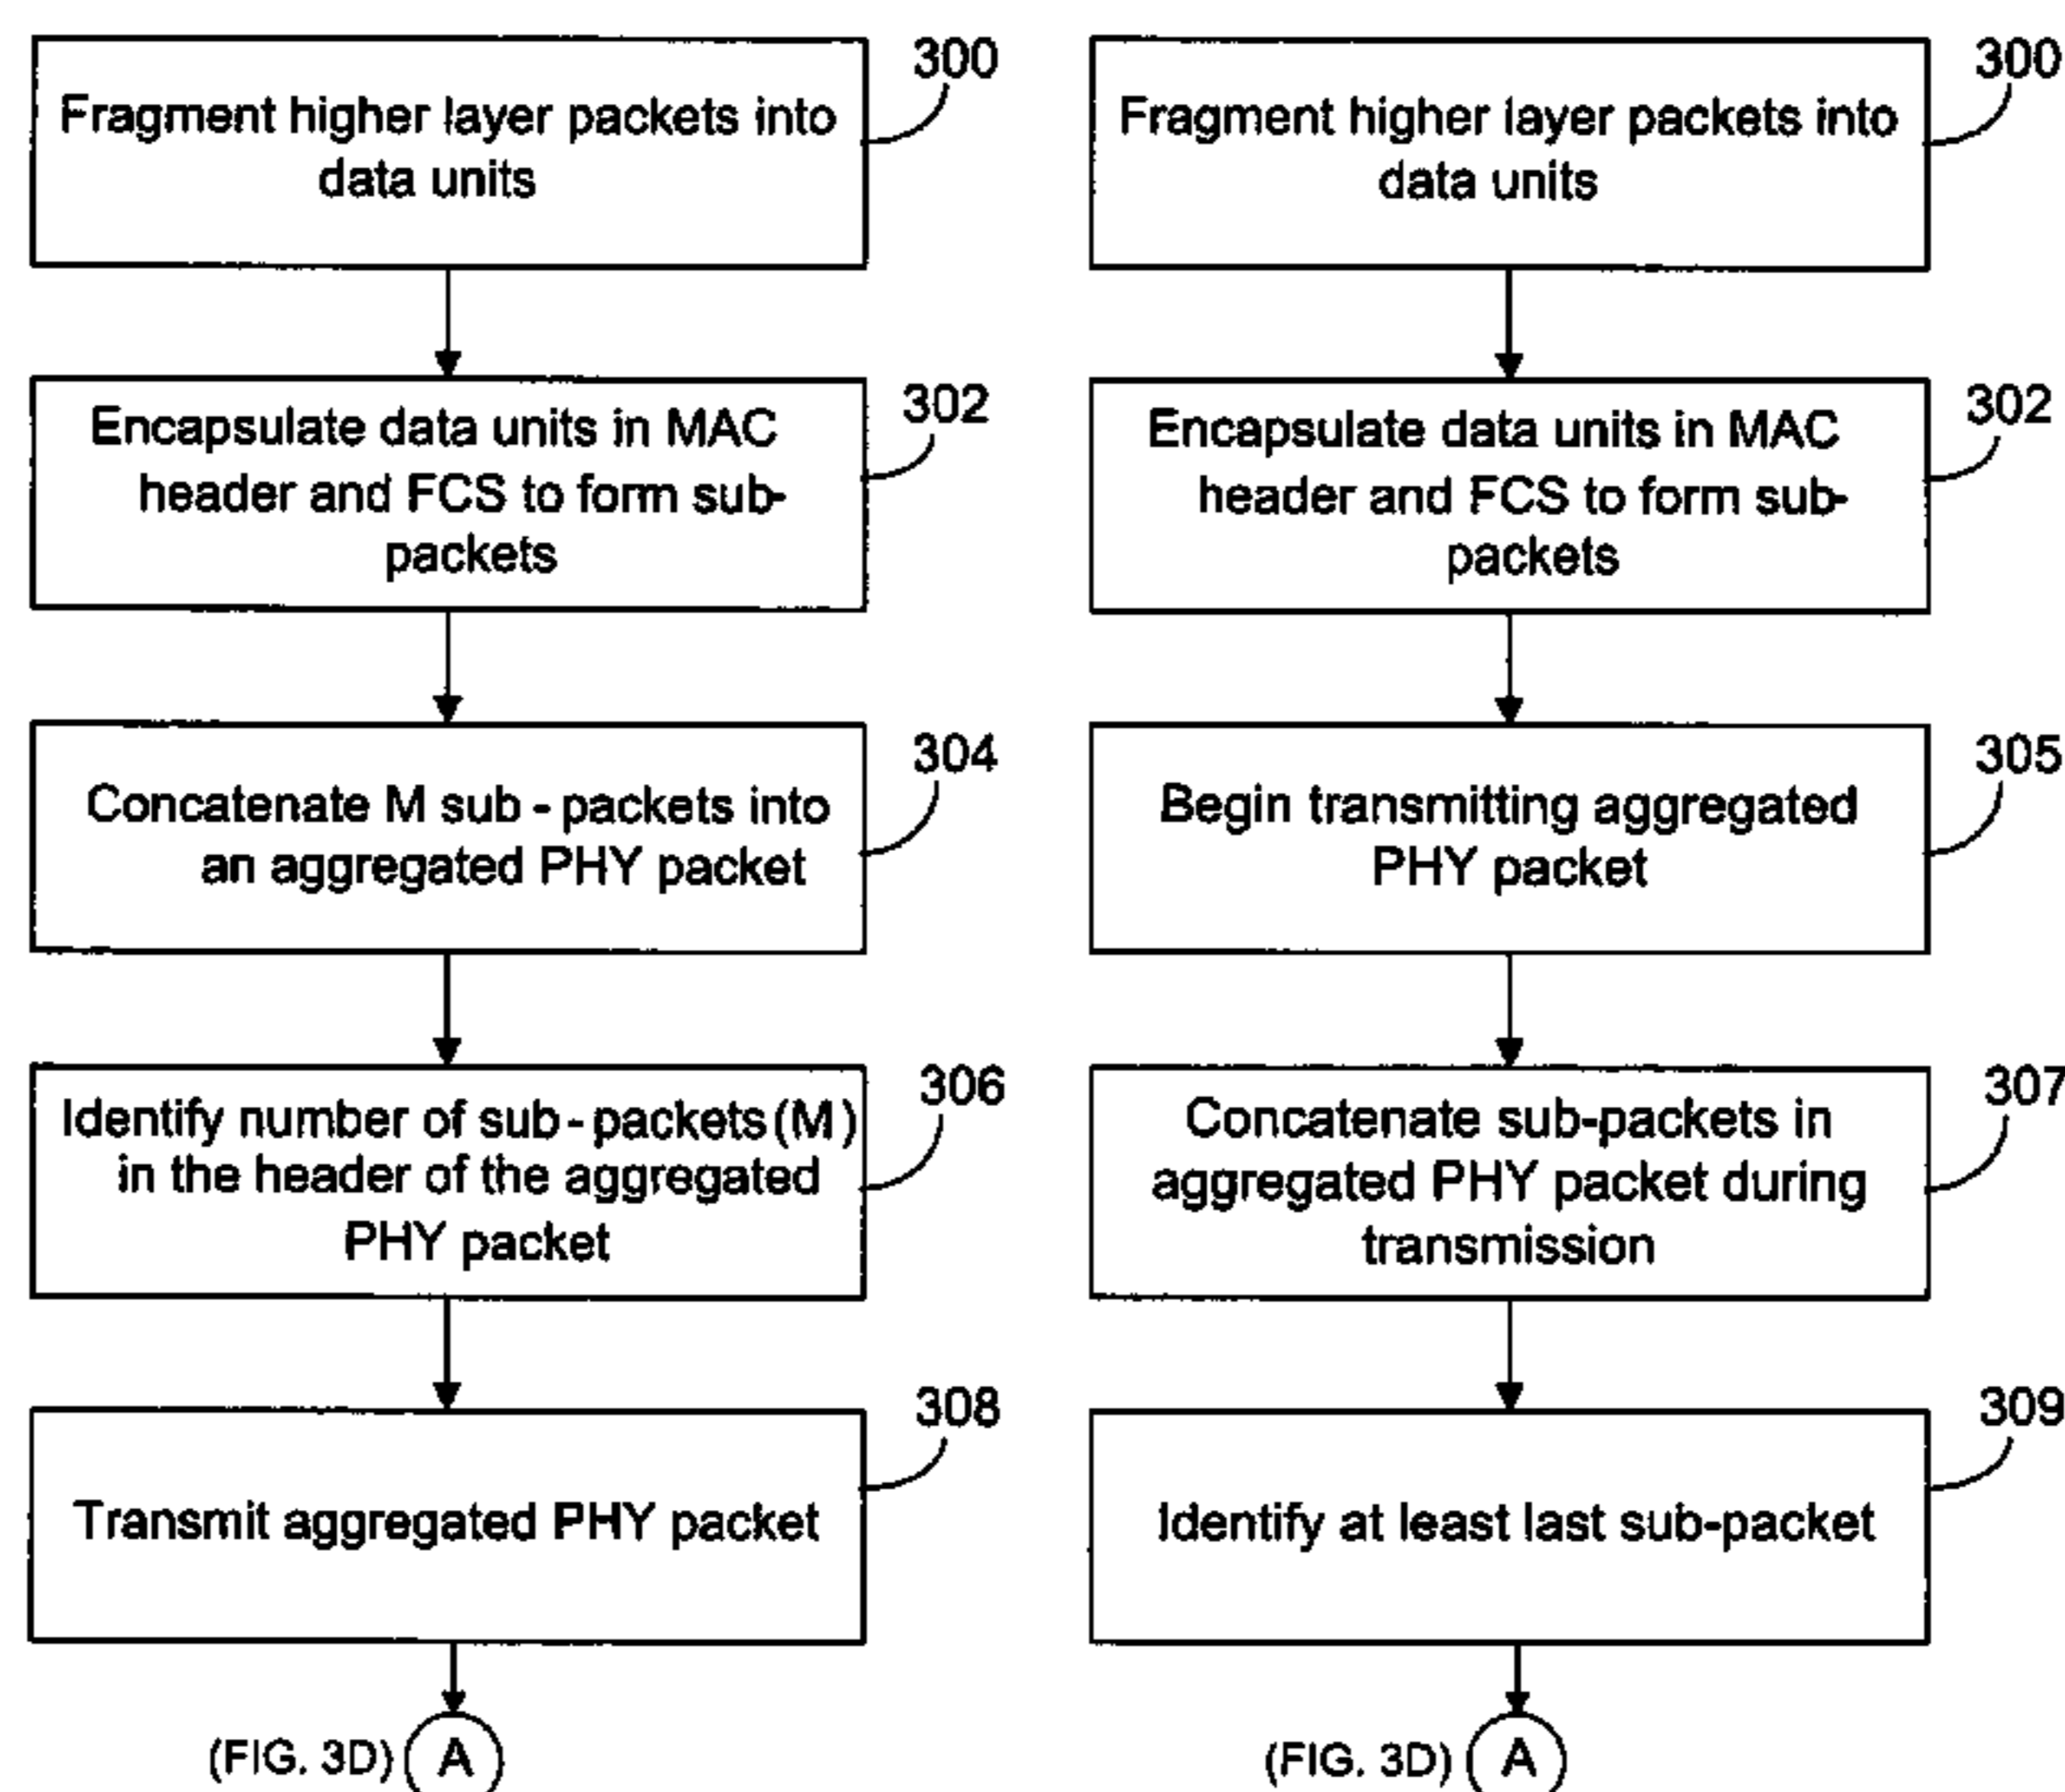 300
Fragment higher layer packets into
data units
302
Encapsulate data units in MAC
header and FCS to form sub-
packets
304
Concatenate M sub - packets into
an aggregated PHY packet
306
Identify number of sub - packets (M)
in the header of the aggregated
PHY packet
308
Transmit aggregated PHY packet
(FIG. 3D) A
300
Fragment higher layer packets into
data units
302
Encapsulate data units in MAC
header and FCS to form sub-
packets
305
Begin transmitting aggregated
PHY packet
307
Concatenate sub-packets in
aggregated PHY packet during
transmission
309
Identify at least last sub-packet
(FIG. 3D) A